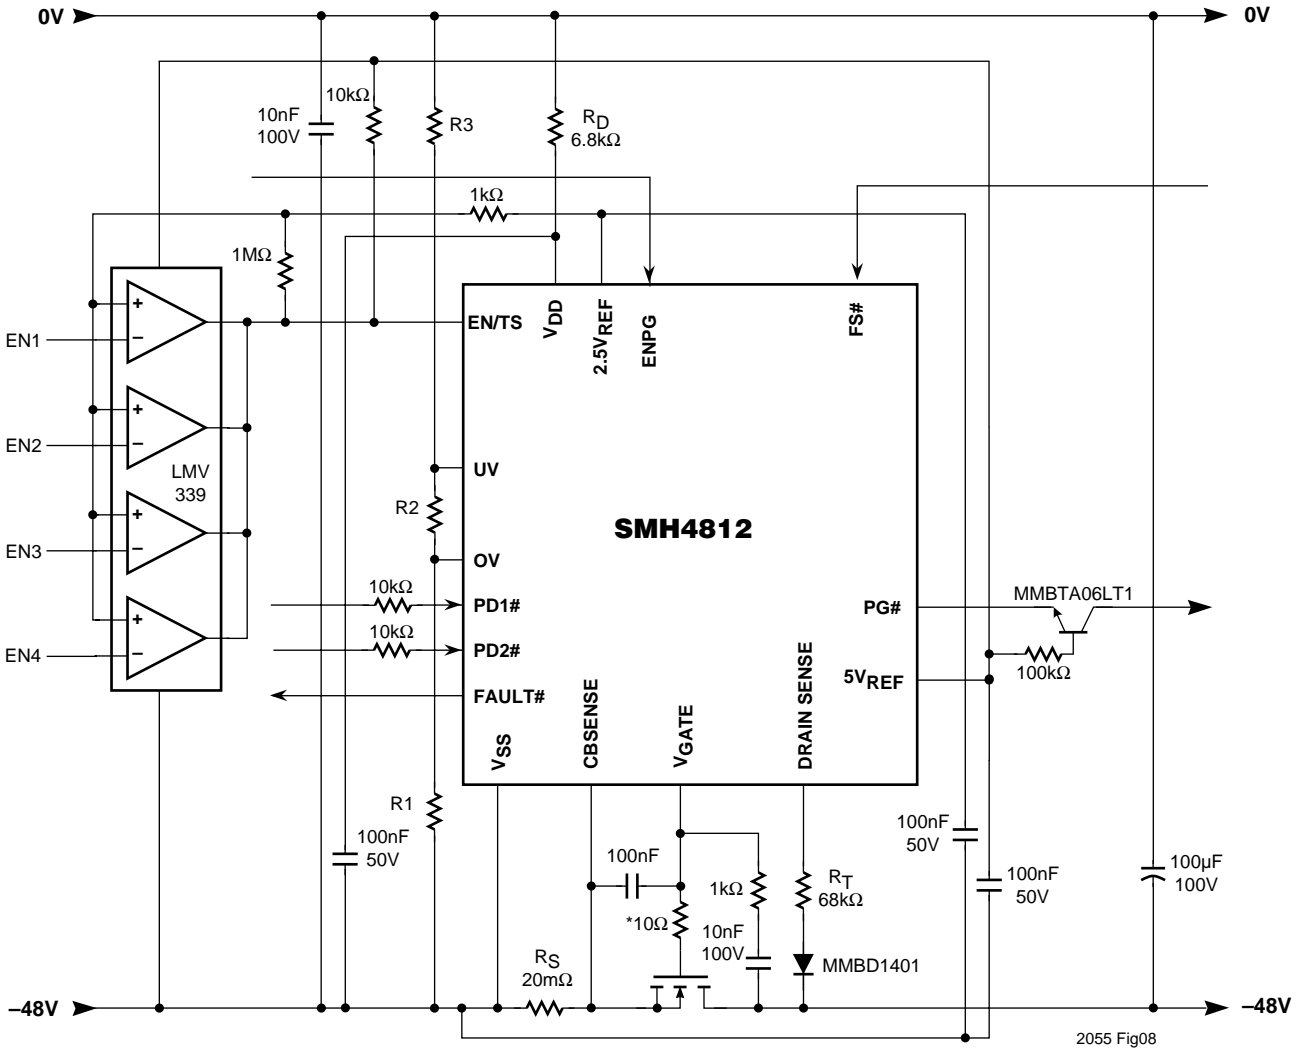 0V
0V
10kΩ
10nF
100V
R3
RD
6.8kΩ
1kΩ
1MΩ
EN/TS
VDD
2.5VREF
ENPG
FS#
+
−
EN1
+
−
EN2
LMV
339
+
−
EN3
+
−
EN4
UV
R2
OV
SMH4812
10kΩ
PD1#
10kΩ
PD2#
FAULT#
PG#
MMBTA06LT1
100kΩ
5VREF
VSS
CBSENSE
VGATE
DRAIN SENSE
R1
100nF
50V
100nF
*10Ω
1kΩ
10nF
100V
RT
68kΩ
MMBD1401
100nF
50V
100nF
50V
100µF
100V
RS
20mΩ
–48V
–48V
2055 Fig08